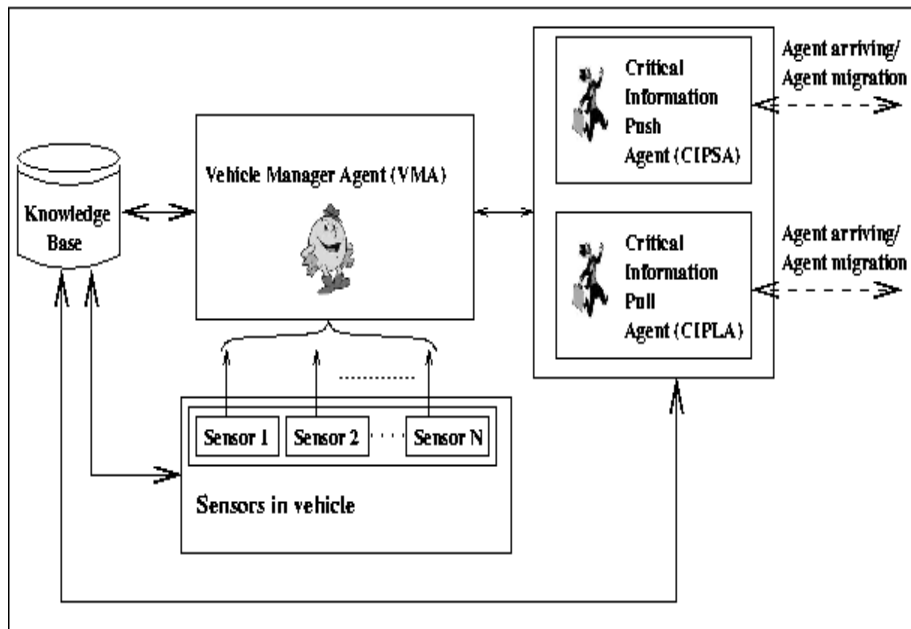 Knowledge
Base
Vehicle Manager Agent (VMA)
Critical
Information
Push
Agent (CIPSA)
Agent arriving/
Agent migration
Critical
Information
Pull
Agent (CIPLA)
Agent arriving/
Agent migration
Sensor 1
Sensor 2
Sensor N
Sensors in vehicle